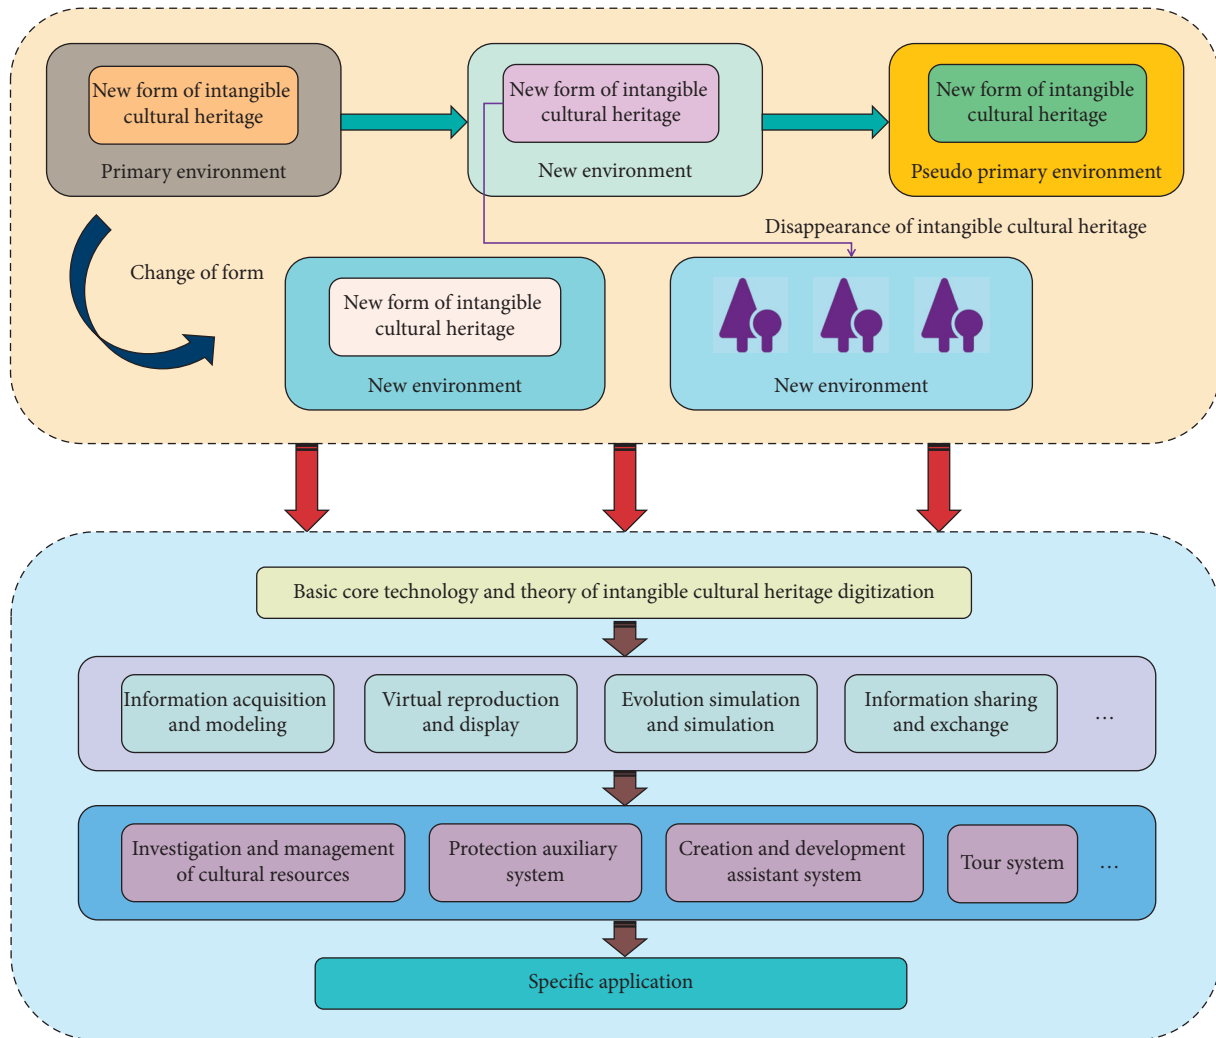 New form of intangible
cultural heritage
Primary environment
New form of intangible
cultural heritage
New environment
New form of intangible
cultural heritage
Pseudo primary environment
Disappearance of intangible cultural heritage
Change of form
New form of intangible
cultural heritage
New environment
New environment
Basic core technology and theory of intangible cultural heritage digitization
Information acquisition
and modeling
Virtual reproduction
and display
Evolution simulation
and simulation
Information sharing
and exchange
...
Investigation and management
of cultural resources
Protection auxiliary
system
Creation and development
assistant system
Tour system
...
Specific application